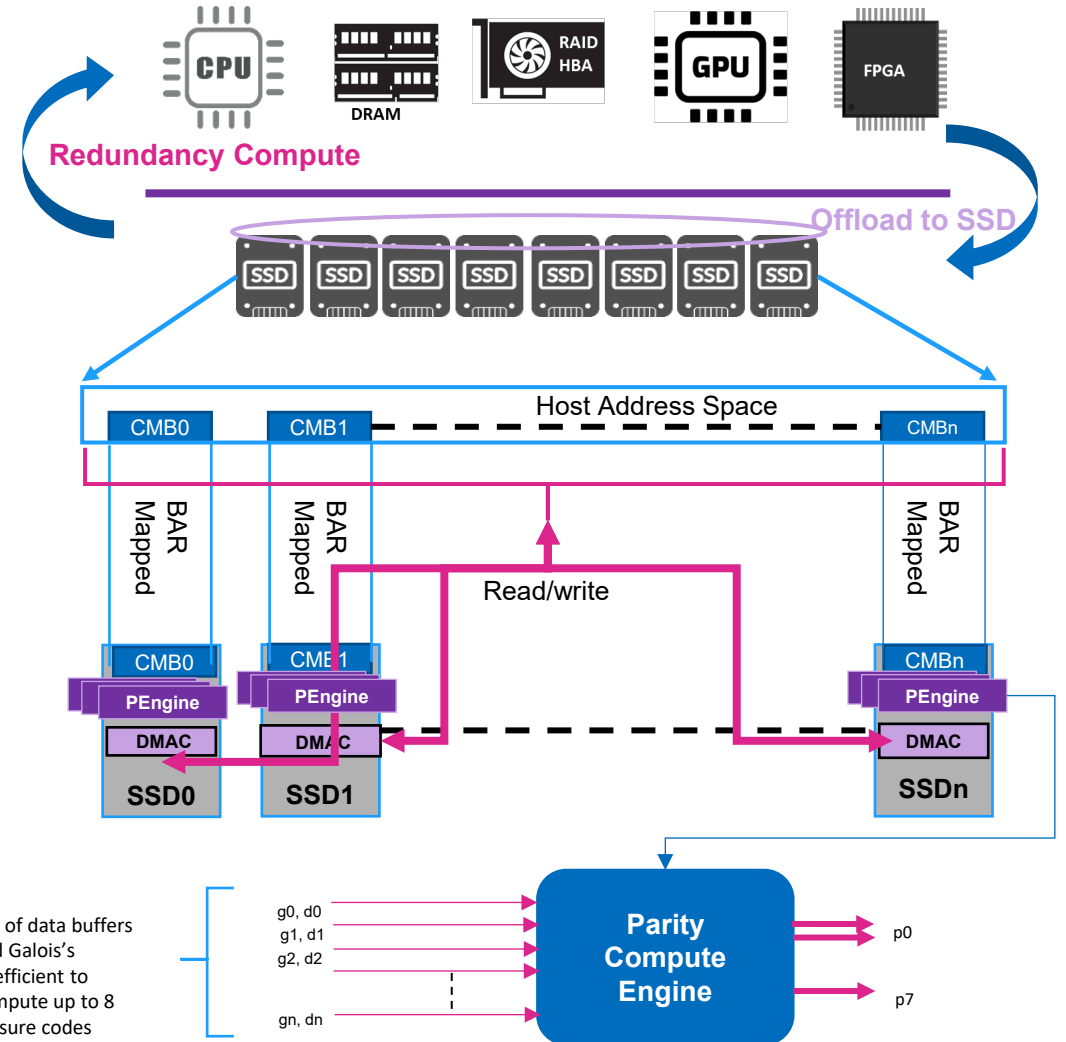 CPU
DRAM
RAID
HBA
GPU
FPGA
Redundancy Compute
Offload to SSD
SSD
SSD
SSD
SSD
SSD
SSD
SSD
SSD
Host Address Space
CMB0
CMB1
CMBn
BAR
Mapped
BAR
Mapped
BAR
Mapped
Read/write
CMB0
CMB1
CMBn
PEngine
PEngine
PEngine
DMAC
DMAC
DMAC
SSD0
SSD1
SSDn
of data buffers
Galois's
efficient to
compute up to 8
sure codes
g0, d0
g1, d1
g2, d2
gn, dn
Parity
Compute
Engine
p0
p7